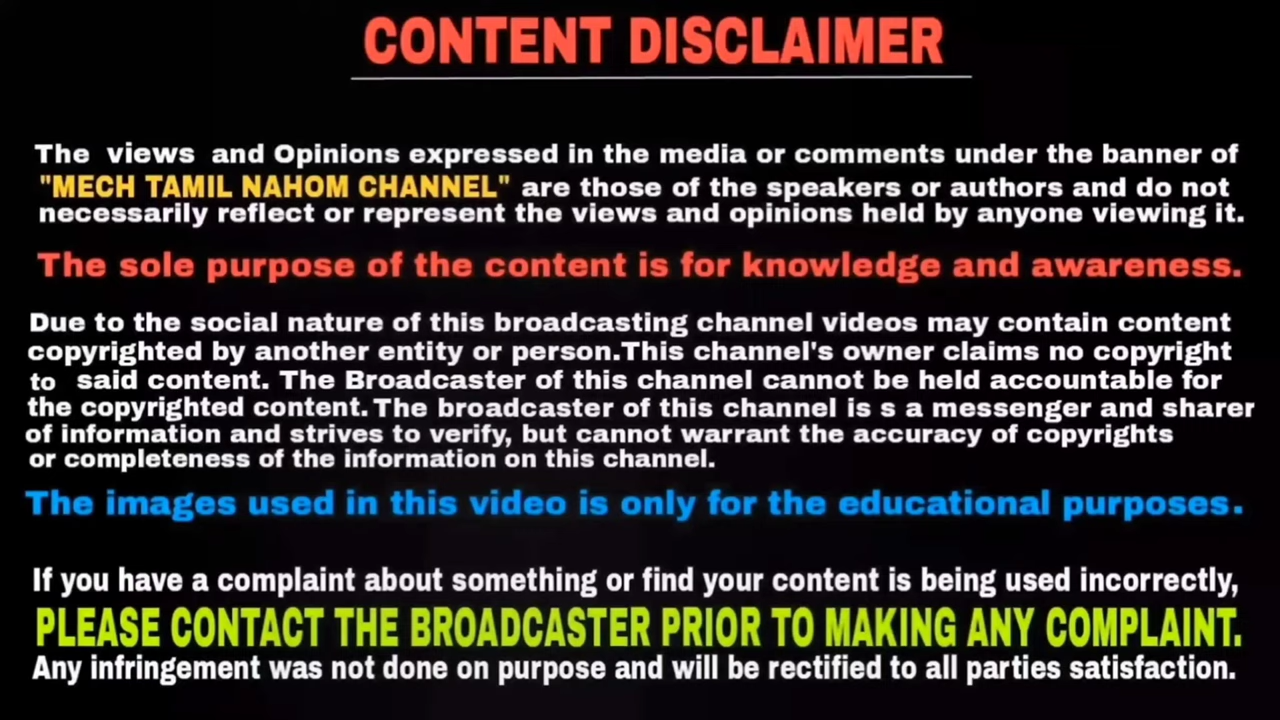 CONTENT DISCLAIMER
The views and Opinions expressed in the media or comments under the banner of
"MECH TAMIL NAHOM CHANNEL" are those of the speakers or authors and do not
necessarily reflect or represent the views and opinions held by anyone viewing it.
The sole purpose of the content is for knowledge and awareness.
Due to the social nature of this broadcasting channel videos may contain content
copyrighted by another entity or person.This channel's owner claims no copyright
to said content. The Broadcaster of this channel cannot be held accountable for
the copyrighted content. The broadcaster of this channel is s a messenger and sharer
of information and strives to verify, but cannot warrant the accuracy of copyrights
or completeness of the information on this channel.
The images used in this video is only for the educational purposes.
If you have a complaint about something or find your content is being used incorrectly,
PLEASE CONTACT THE BROADCASTER PRIOR TO MAKING ANY COMPLAINT.
Any infringement was not done on purpose and will be rectified to all parties satisfaction.